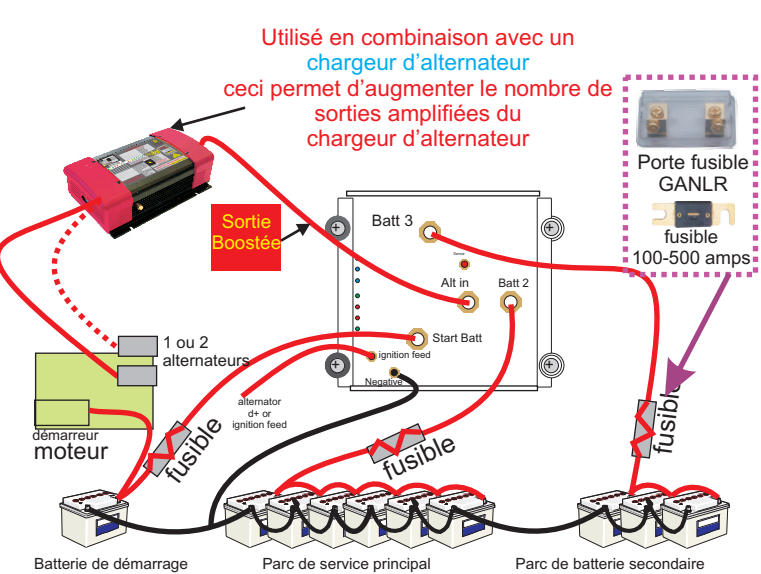 Utilisé en combinaison avec un
chargeur d'alternateur
ceci permet d'augmenter le nombre de
sorties amplifiées du
chargeur d'alternateur
Porte fusible
GANLR
fusible
100-500 amps
Sortie
Boostée
Batt 3
Sense
Alt in
Batt 2
Start Batt
ignition feed
Negative
1 ou 2
alternateurs
alternator
d+ or
ignition feed
démarreur
moteur
fusible
fusible
fusible
Batterie de démarrage
Parc de service principal
Parc de batterie secondaire